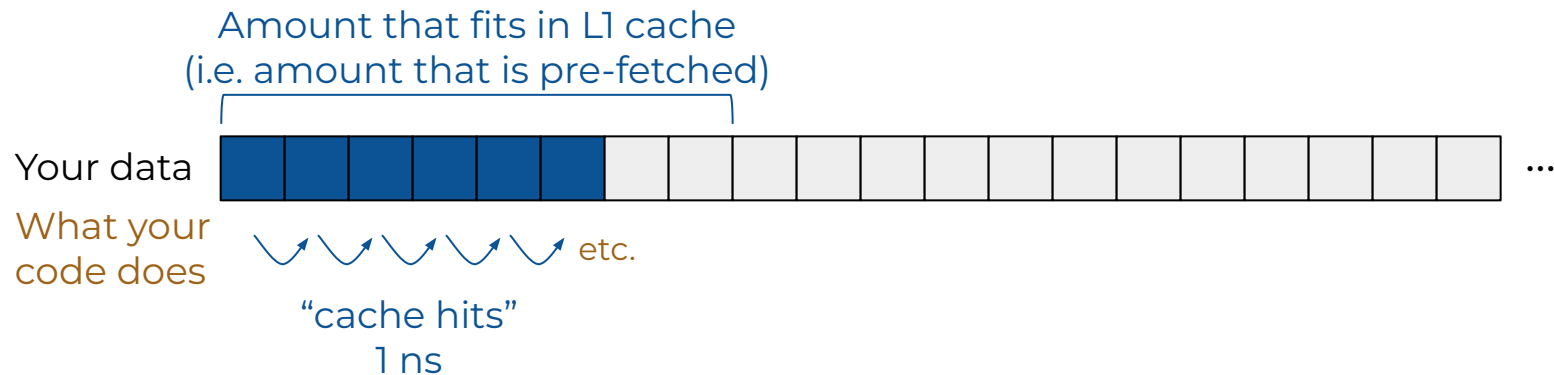 Amount that fits in L1 cache
(i.e. amount that is pre-fetched)
Your data
...
What your
code does
etc.
“cache hits”
1 ns